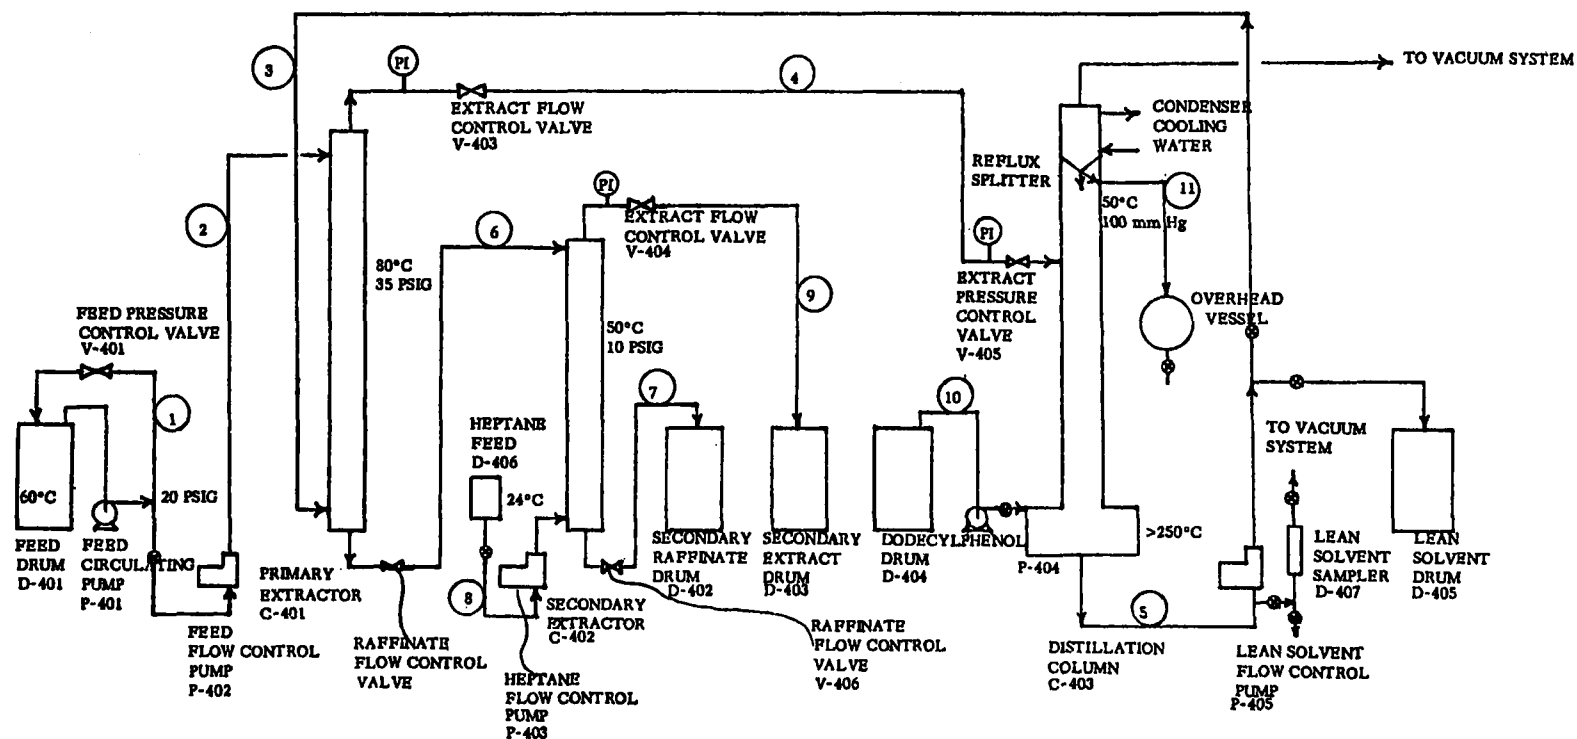 3
4
TO VACUUM SYSTEM
PI
EXTRACT FLOW
CONTROL VALVE
V-403
CONDENSER
COOLING
WATER
REFLUX
SPLITTER
11
50°C
100 mm Hg
2
PI
EXTRACT FLOW
CONTROL VALVE
V-404
6
80°C
35 PSIG
PI
EXTRACT
PRESSURE
CONTROL
VALVE
V-405
9
OVERHEAD
VESSEL
FEED PRESSURE
CONTROL VALVE
V-401
50°C
10 PSIG
1
7
10
HEPTANE
FEED
D-406
TO VACUUM
SYSTEM
60°C
20 PSIG
24°C
>250°C
FEED
DRUM
D-401
FEED
CIRCULATING
PUMP
P-401
PRIMARY
EXTRACTOR
C-401
8
SECONDARY
EXTRACTOR
C-402
SECONDARY
RAFFINATE
DRUM
D-402
SECONDARY
EXTRACT
DRUM
D-403
DODECYLPHENOL
DRUM
D-404
P-404
5
LEAN
SOLVENT
SAMPLER
D-407
LEAN
SOLVENT
DRUM
D-405
FEED
FLOW CONTROL
PUMP
P-402
RAFFINATE
FLOW CONTROL
VALVE
HEPTANE
FLOW CONTROL
PUMP
P-403
RAFFINATE
FLOW CONTROL
VALVE
V-406
DISTILLATION
COLUMN
C-403
LEAN SOLVENT
FLOW CONTROL
PUMP
P-405